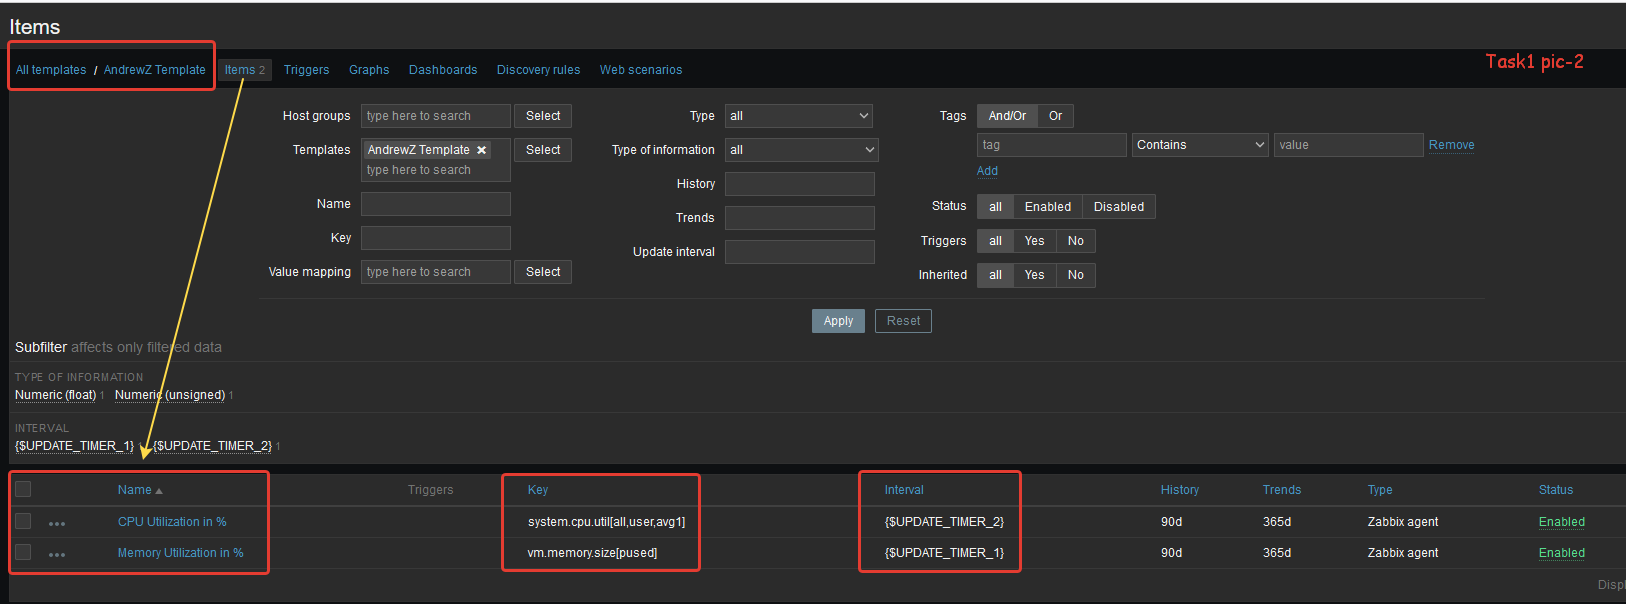 Items
All templates / AndrewZ Template Items 2 Triggers Graphs Dashboards Discovery rules Web scenarios
Task1 pic-2
Host groups type here to search Select Type all Tags And/Or Or
tag Contains value Remove
Templates AndrewZ Template Select Type of information all
type here to search
Add
History
Name Trends Status all Enabled Disabled
Key Update interval Triggers all Yes No
Value mapping type here to search Select Inherited all Yes No
Apply Reset
Subfilter affects only filtered data
TYPE OF INFORMATION
Numeric (float) 1 Numeric (unsigned) 1
INTERVAL
{$UPDATE_TIMER_1} {$UPDATE_TIMER_2} 1
Name Triggers Key Interval History Trends Type Status
CPU Utilization in % system.cpu.util[all,user,avg1] {$UPDATE_TIMER_2} 90d 365d Zabbix agent Enabled
Memory Utilization in % vm.memory.size[pused] {$UPDATE_TIMER_1} 90d 365d Zabbix agent Enabled